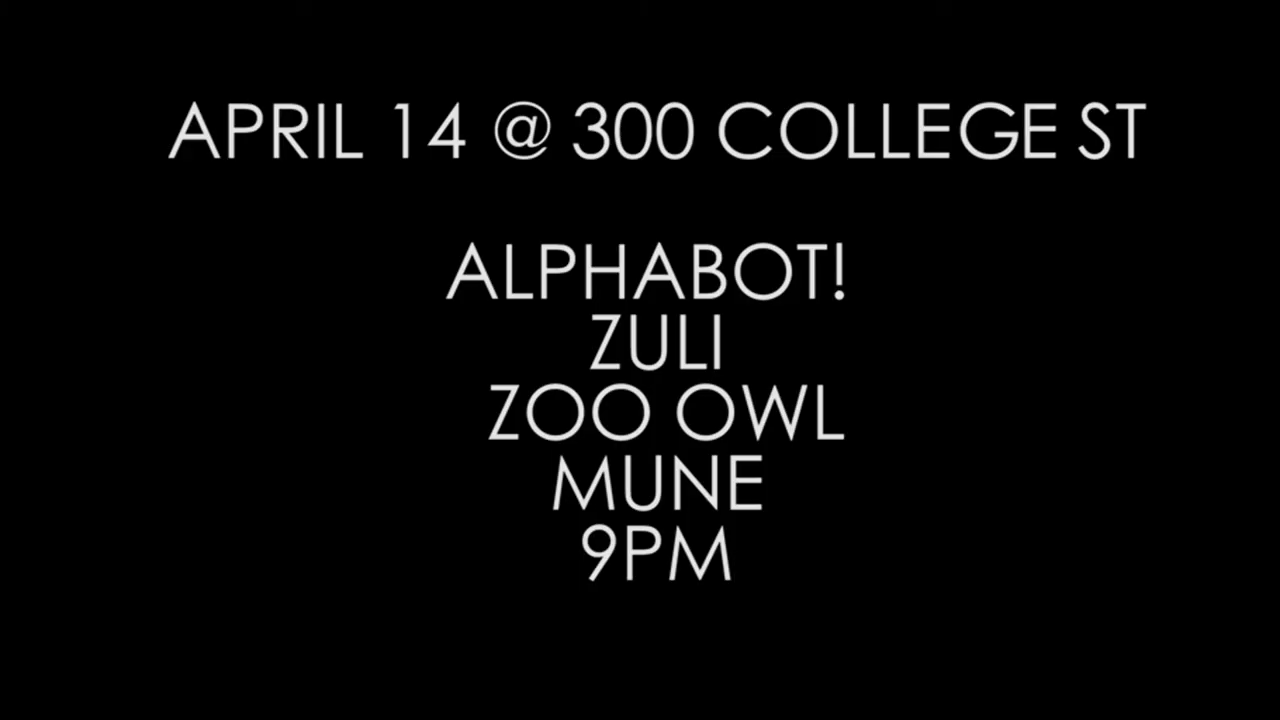 APRIL 14 @ 300 COLLEGE ST
ALPHABOT!
ZULI
ZOO OWL
MUNE
9PM